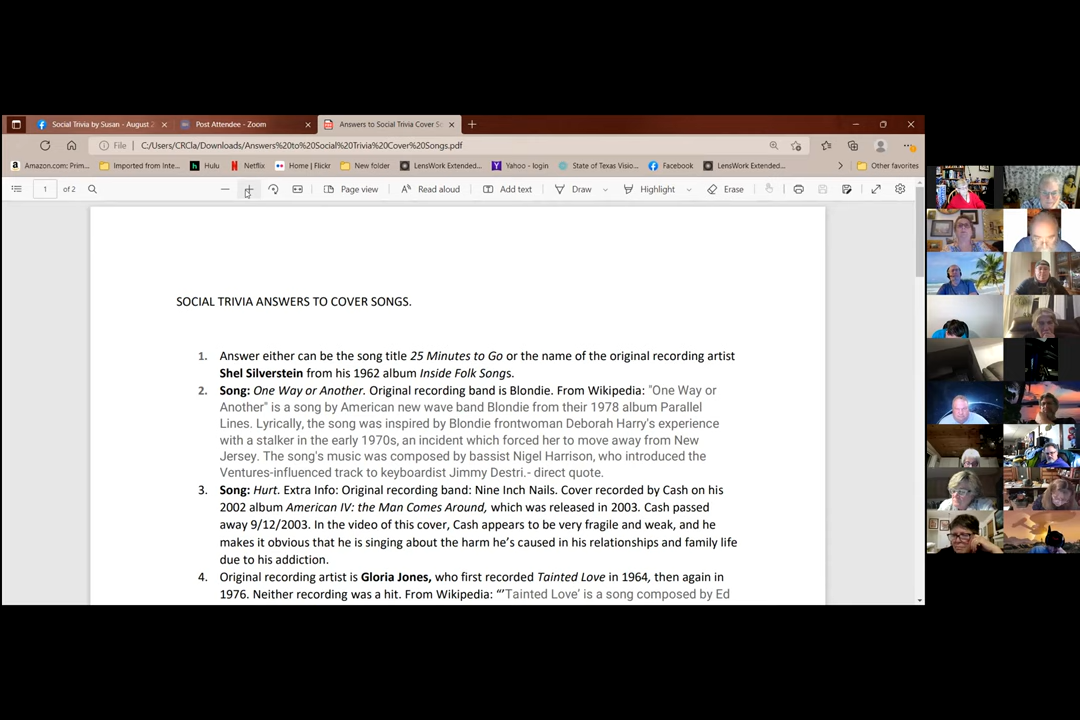 Social Trivia by Susan - August 2
Post Attendee - Zoom
Answers to Social Trivia Cover So
File
C:/Users/CRCla/Downloads/Answers%20to%20Social%20Trivia%20Cover%20Songs.pdf
Amazon.com: Prim...
Imported from Inte...
Hulu
Netflix
Home | Flickr
New folder
LensWork Extended...
Yahoo - login
State of Texas Visio...
Facebook
LensWork Extended...
Other favorites
1 of 2
Page view
Read aloud
Add text
Draw
Highlight
Erase
SOCIAL TRIVIA ANSWERS TO COVER SONGS.
1. Answer either can be the song title 25 Minutes to Go or the name of the original recording artist
Shel Silverstein from his 1962 album Inside Folk Songs.
2. Song: One Way or Another. Original recording band is Blondie. From Wikipedia: "One Way or
Another" is a song by American new wave band Blondie from their 1978 album Parallel
Lines. Lyrically, the song was inspired by Blondie frontwoman Deborah Harry's experience
with a stalker in the early 1970s, an incident which forced her to move away from New
Jersey. The song's music was composed by bassist Nigel Harrison, who introduced the
Ventures-influenced track to keyboardist Jimmy Destri.- direct quote.
3. Song: Hurt. Extra Info: Original recording band: Nine Inch Nails. Cover recorded by Cash on his
2002 album American IV: the Man Comes Around, which was released in 2003. Cash passed
away 9/12/2003. In the video of this cover, Cash appears to be very fragile and weak, and he
makes it obvious that he is singing about the harm he's caused in his relationships and family life
due to his addiction.
4. Original recording artist is Gloria Jones, who first recorded Tainted Love in 1964, then again in
1976. Neither recording was a hit. From Wikipedia: "'Tainted Love' is a song composed by Ed